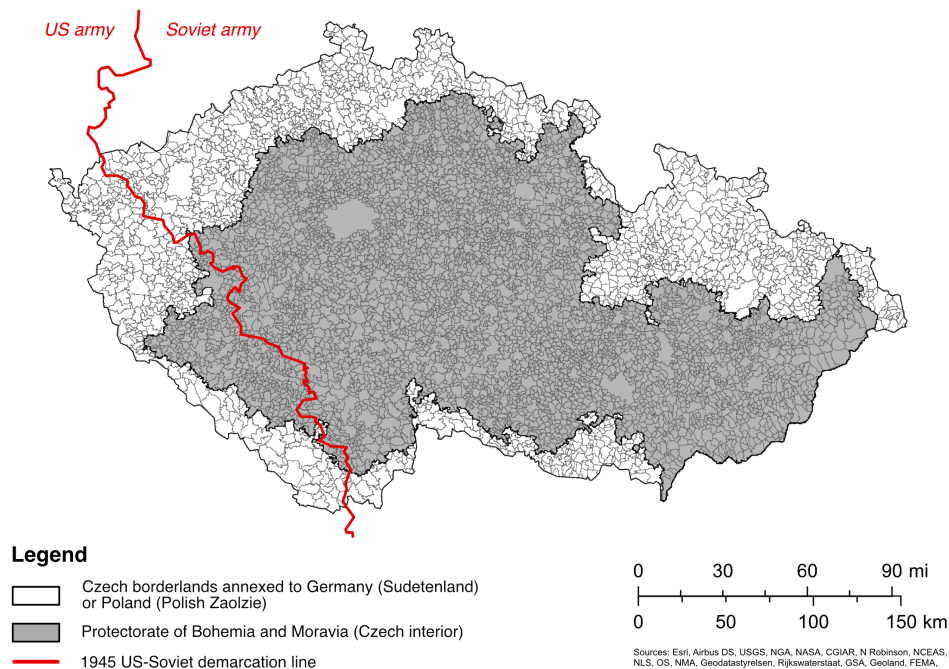 US army
Soviet army
Legend
Czech borderlands annexed to Germany (Sudetenland)
or Poland (Polish Zaolzie)
Protectorate of Bohemia and Moravia (Czech interior)
1945 US-Soviet demarcation line
0 30 60 90 mi
0 50 100 150 km
Sources: Esri, Airbus DS, USGS, NGA, NASA, CGIAR, N Robinson, NCEAS,
NLS, OS, NMA, Geodatastyrelsen, Rijkswaterstaat, GSA, Geoland, FEMA,